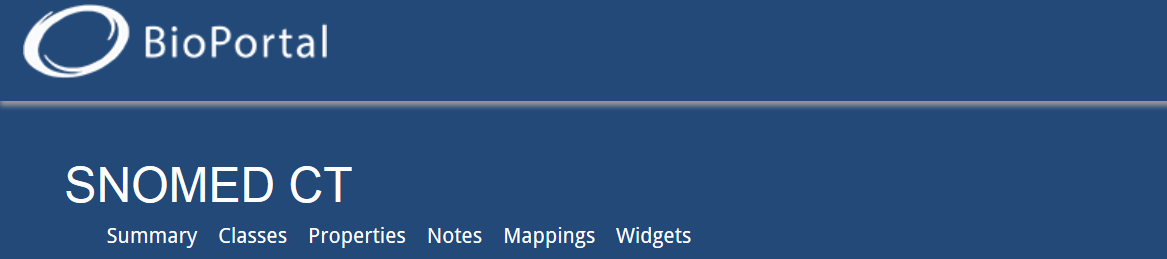 BioPortal
SNOMED CT
Summary Classes Properties Notes Mappings Widgets